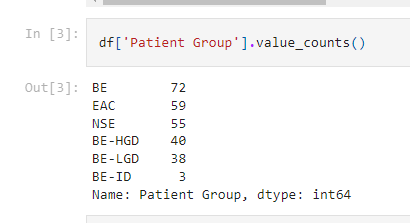 In [3]:
df['Patient Group'].value_counts()
Out[3]:
BE 72
EAC 59
NSE 55
BE-HGD 40
BE-LGD 38
BE-ID 3
Name: Patient Group, dtype: int64